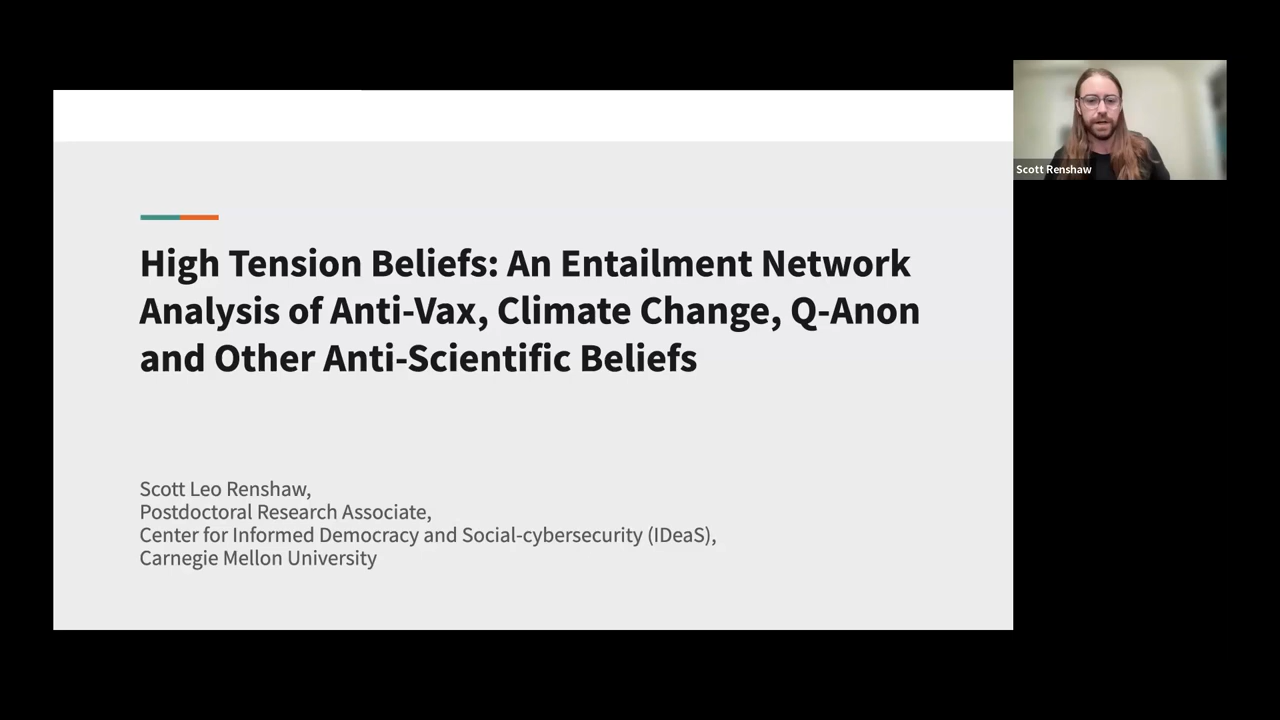 High Tension Beliefs: An Entailment Network
Analysis of Anti-Vax, Climate Change, Q-Anon
and Other Anti-Scientific Beliefs
Scott Leo Renshaw,
Postdoctoral Research Associate,
Center for Informed Democracy and Social-cybersecurity (IDeaS),
Carnegie Mellon University
Scott Renshaw